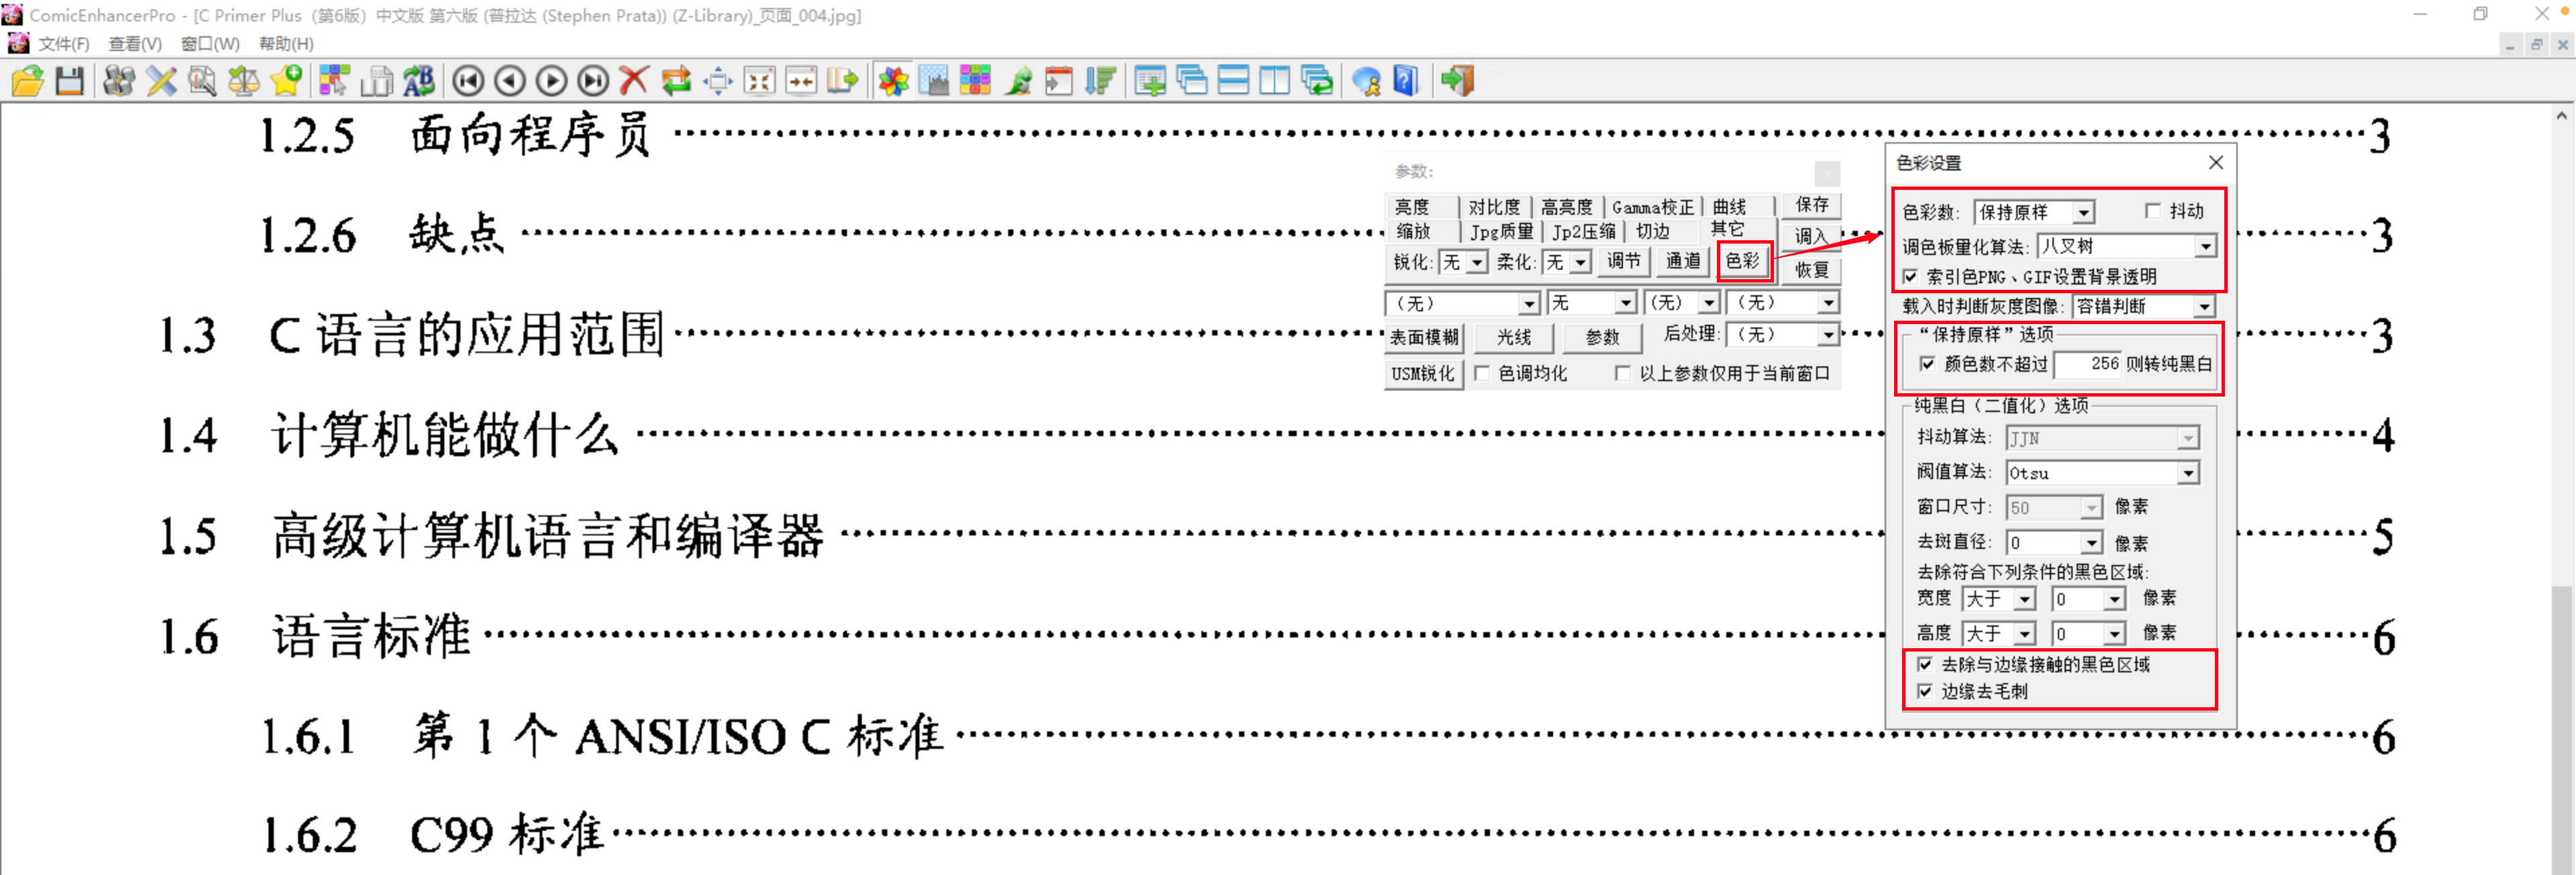 ComicEnhancerPro - [C Primer Plus (第6版) 中文版 第六版 (普拉达 (Stephen Prata)) (Z-Library)_页面_004.jpg]
文件(F) 查看(V) 窗口(W) 帮助(H)
1.2.5 面向程序员 3
1.2.6 缺点 3
1.3 C 语言的应用范围 3
1.4 计算机能做什么 4
1.5 高级计算机语言和编译器 5
1.6 语言标准 6
1.6.1 第 1 个 ANSI/ISO C 标准 6
1.6.2 C99 标准 6
参数:
亮度 对比度 高亮度 Gamma校正 曲线 保存
缩放 Jpg质量 Jp2压缩 切边 其它 调入
锐化: 无 柔化: 无 调节 通道 色彩 恢复
(无) 无 (无) (无)
表面模糊 光线 参数 后处理: (无)
USM锐化 色调均化 以上参数仅用于当前窗口
色彩设置
色彩数: 保持原样 抖动
调色板量化算法: 八叉树
索引色PNG、GIF设置背景透明
载入时判断灰度图像: 容错判断
“保持原样”选项
颜色数不超过 256 则转纯黑白
纯黑白（二值化）选项
抖动算法: JJN
阀值算法: Otsu
窗口尺寸: 50 像素
去斑直径: 0 像素
去除符合下列条件的黑色区域:
宽度 大于 0 像素
高度 大于 0 像素
去除与边缘接触的黑色区域
边缘去毛刺